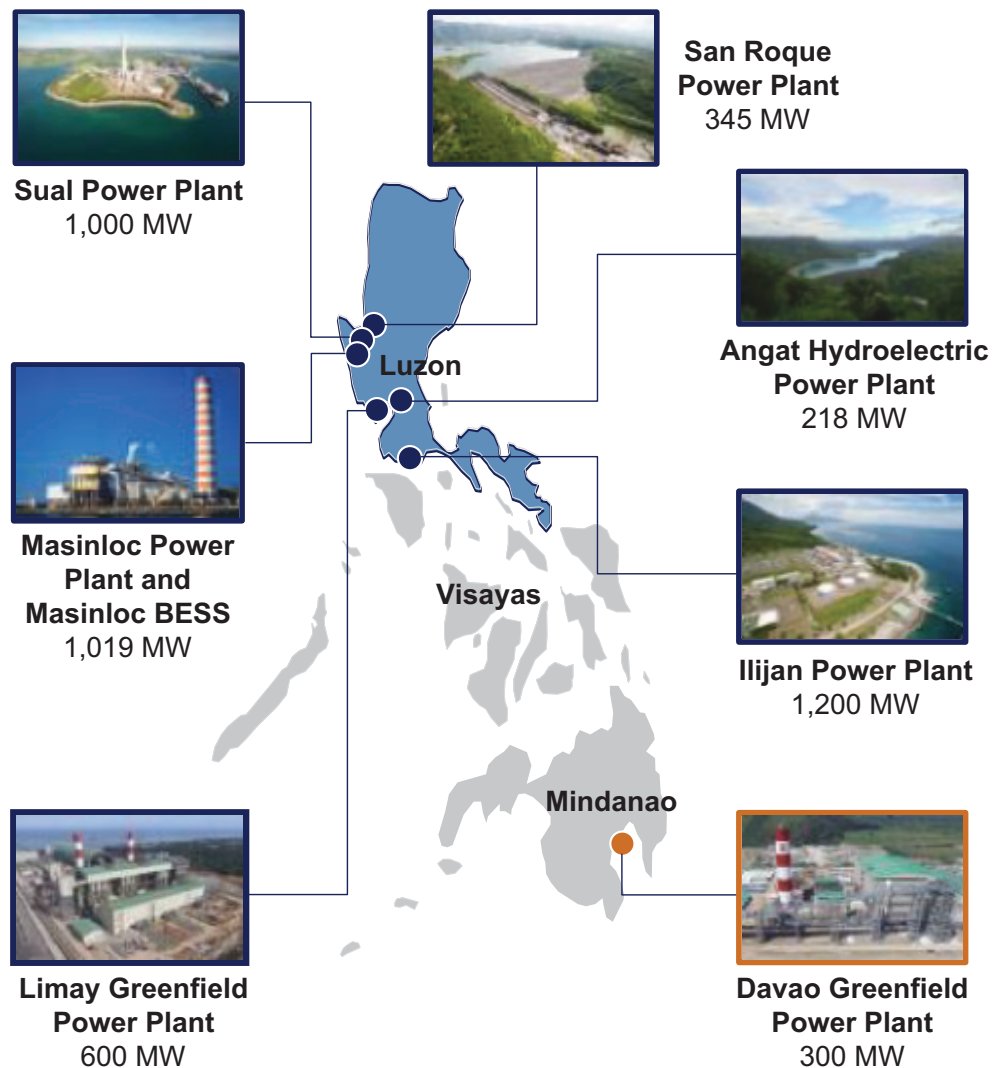 San Roque
Power Plant
345 MW
Sual Power Plant
1,000 MW
Angat Hydroelectric
Power Plant
218 MW
Luzon
Masinloc Power
Plant and
Masinloc BESS
1,019 MW
Visayas
Ilijan Power Plant
1,200 MW
Mindanao
Limay Greenfield
Power Plant
600 MW
Davao Greenfield
Power Plant
300 MW